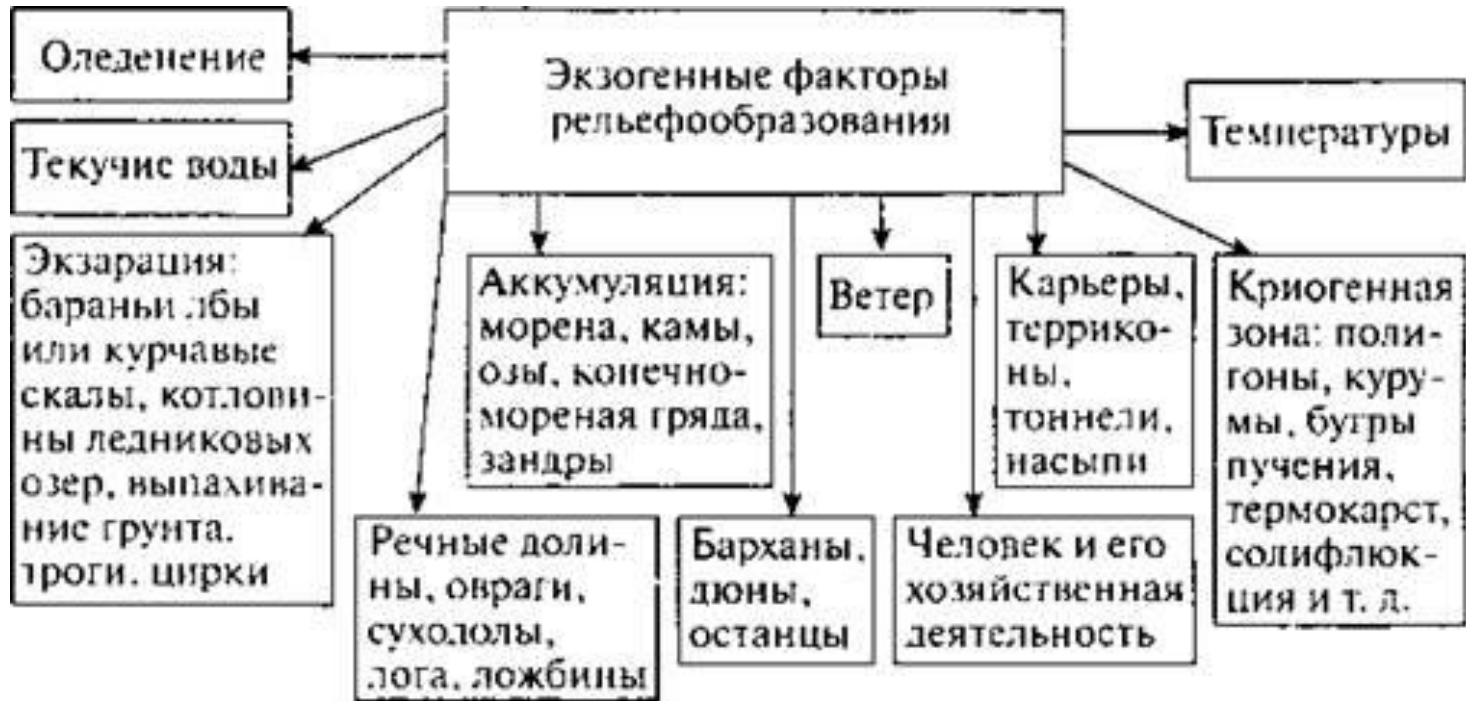 Экзогенные факторы
рельефообразования
Оледенение
Текучие воды
Температуры
Экзарация:
бараньи лбы
или курчавые
скалы, котлови-
ны ледниковых
озер, выпахива-
ние грунта,
троги, цирки
Аккумуляция:
морена, камы,
озы, конечно-
мореная гряда,
зандры
Ветер
Карьеры,
террико-
ны,
тоннели,
насыпи
Криогенная
зона: поли-
гоны, куру-
мы, бугры
пучения,
термокарст,
солифлюк-
ция и т. д.
Речные доли-
ны, овраги,
суходолы,
лога, ложбины
Барханы,
дюны,
останцы
Человек и его
хозяйственная
деятельность